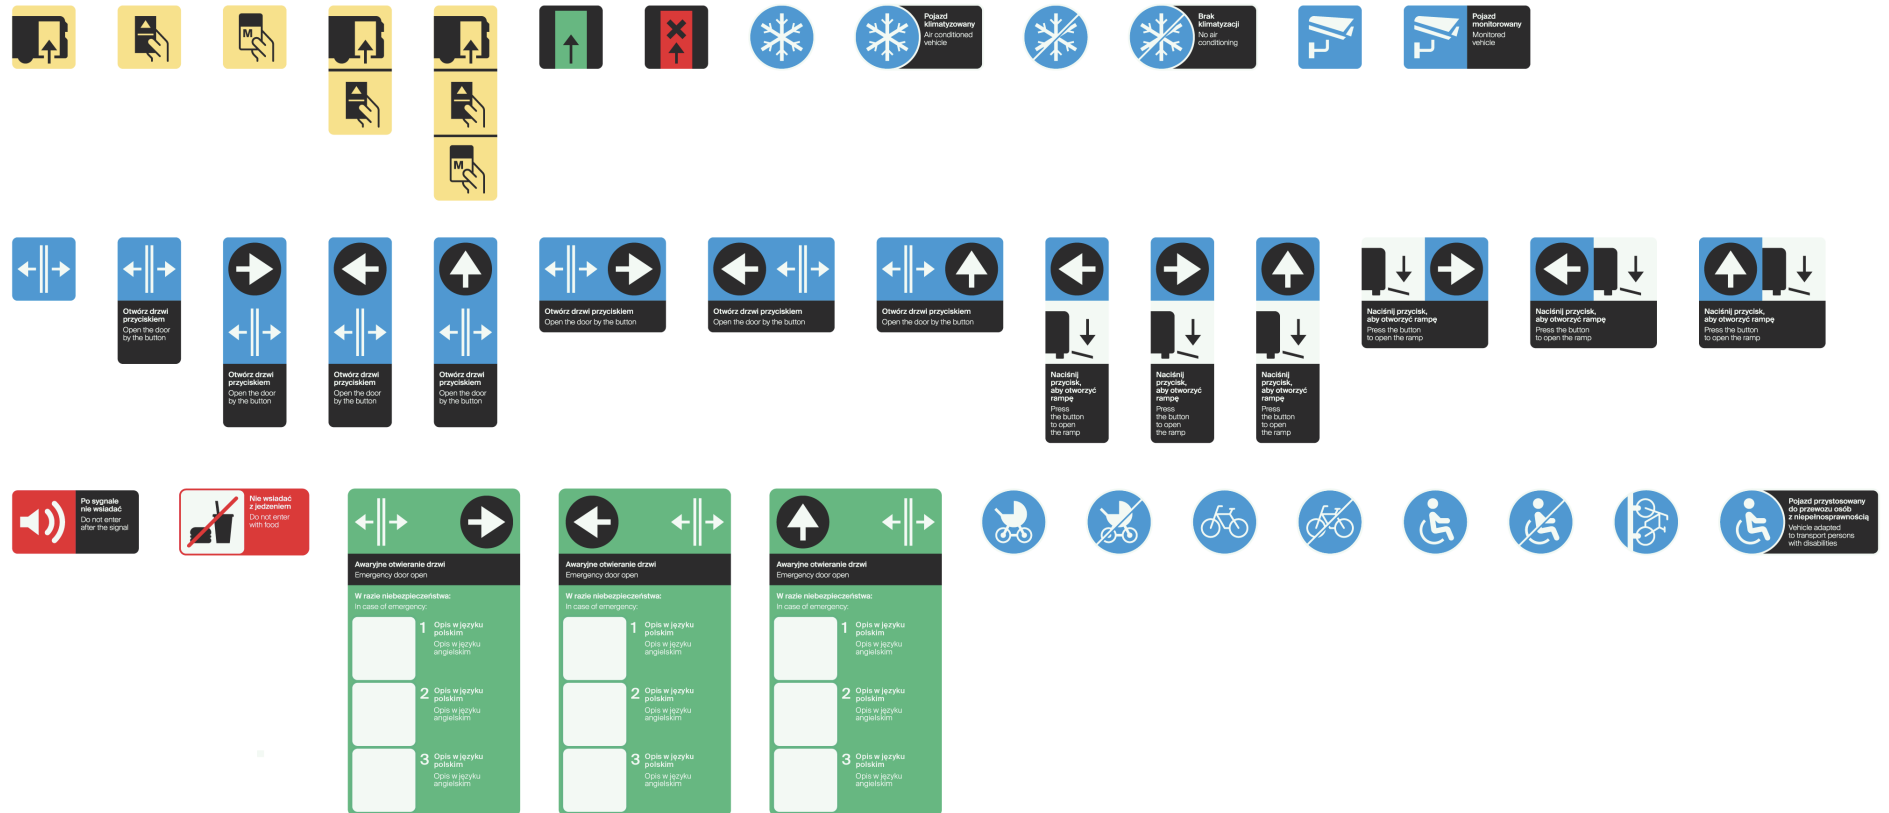 Pojazd
klimatyzowany
Air conditioned
vehicle
Brak
klimatyzacji
No air
conditioning
Pojazd
monitorowany
Monitored
vehicle
M
M
Otwórz drzwi
przyciskiem
Open the door
by the button
Otwórz drzwi
przyciskiem
Open the door
by the button
Otwórz drzwi
przyciskiem
Open the door
by the button
Otwórz drzwi
przyciskiem
Open the door
by the button
Otwórz drzwi przyciskiem
Open the door by the button
Otwórz drzwi przyciskiem
Open the door by the button
Otwórz drzwi przyciskiem
Open the door by the button
Naciśnij
przycisk,
aby otworzyć
rampę
Press
the button
to open
the ramp
Naciśnij
przycisk,
aby otworzyć
rampę
Press
the button
to open
the ramp
Naciśnij
przycisk,
aby otworzyć
rampę
Press
the button
to open
the ramp
Naciśnij przycisk,
aby otworzyć rampę
Press the button
to open the ramp
Naciśnij przycisk,
aby otworzyć rampę
Press the button
to open the ramp
Naciśnij przycisk,
aby otworzyć rampę
Press the button
to open the ramp
Po sygnale
nie wsiadać
Do not enter
after the signal
Nie wsiadać
z jedzeniem
Do not enter
with food
Awaryjne otwieranie drzwi
Emergency door open
W razie niebezpieczeństwa:
In case of emergency:
1 Opis w języku
polskim
Opis w języku
angielskim
2 Opis w języku
polskim
Opis w języku
angielskim
3 Opis w języku
polskim
Opis w języku
angielskim
Awaryjne otwieranie drzwi
Emergency door open
W razie niebezpieczeństwa:
In case of emergency:
1 Opis w języku
polskim
Opis w języku
angielskim
2 Opis w języku
polskim
Opis w języku
angielskim
3 Opis w języku
polskim
Opis w języku
angielskim
Awaryjne otwieranie drzwi
Emergency door open
W razie niebezpieczeństwa:
In case of emergency:
1 Opis w języku
polskim
Opis w języku
angielskim
2 Opis w języku
polskim
Opis w języku
angielskim
3 Opis w języku
polskim
Opis w języku
angielskim
Pojazd przystosowany
do przewozu osób
z niepełnosprawnością
Vehicle adapted
to transport persons
with disabilities